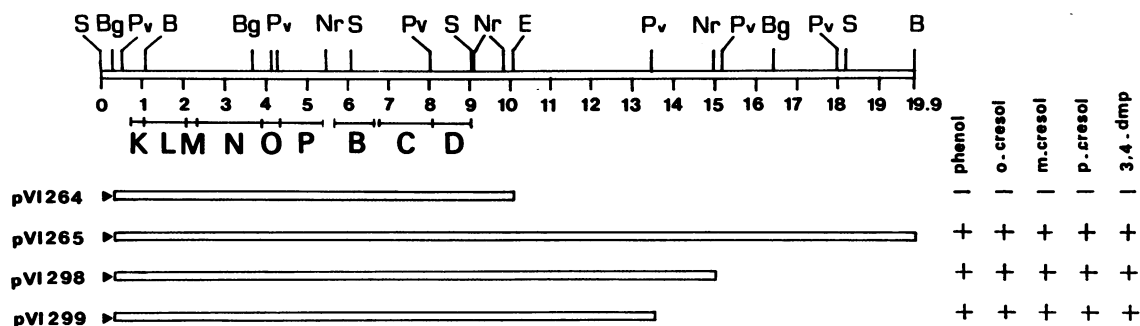 S Bg Pv B Bg Pv Nr S Pv S Nr E Pv Nr Pv Bg Pv S B
0 1 2 3 4 5 6 7 8 9 10 11 12 13 14 15 16 17 18 19 19.9
K L M N O P B C D
phenol o-cresol m.cresol p.cresol 3,4.dmp
pVI264 − − − − −
pVI265 + + + + +
pVI298 + + + + +
pVI299 + + + + +